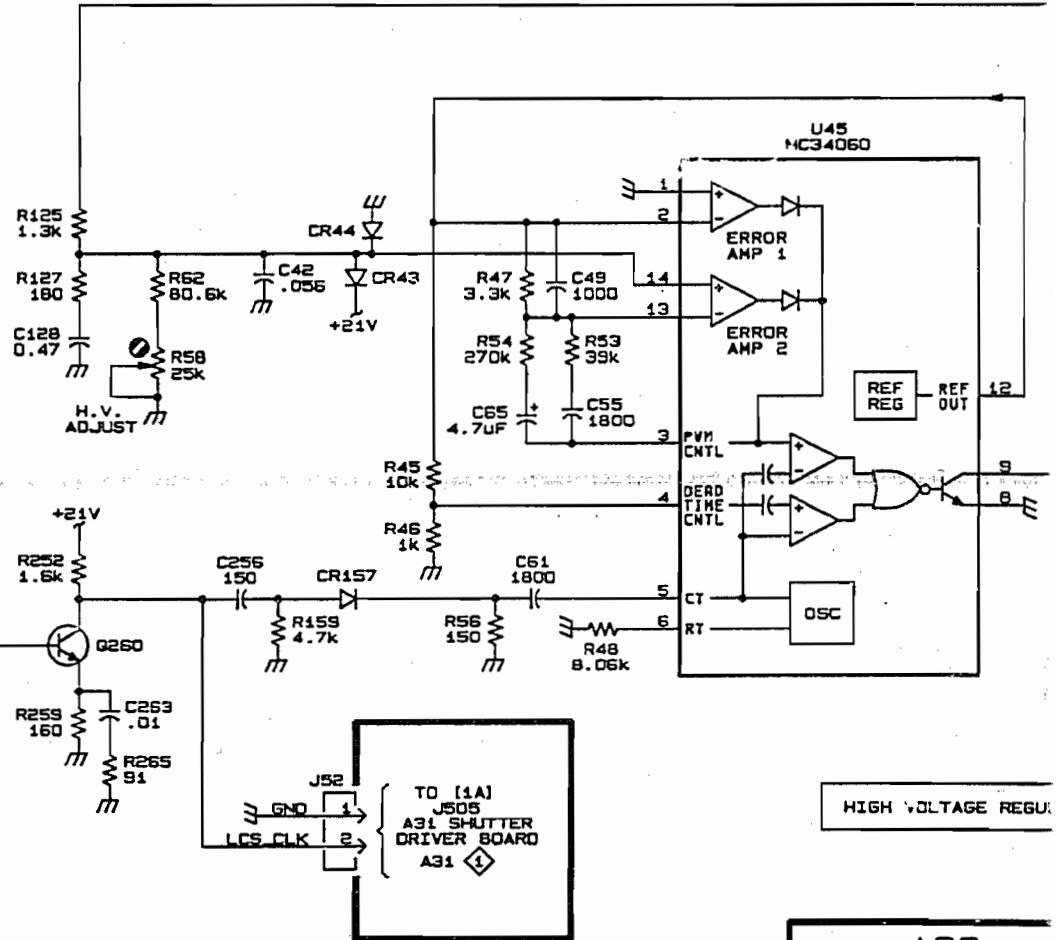 U45
MC34060
R125
1.3k
CR44
R127
180
R62
80.6k
C42
.056
CR43
+21V
C128
0.47
R58
25k
H.V.
ADJUST
R47
3.3k
C49
1000
R54
270k
R53
39k
C65
4.7uF
+
C55
1800
R45
10k
R46
1k
1
2
14
13
3
4
5
6
12
9
8
+
-
ERROR
AMP 1
+
-
ERROR
AMP 2
REF
REG
REF
OUT
PWM
CNTL
DEAD
TIME
CNTL
+
-
+
-
CT
RT
OSC
+21V
R252
1.6k
C256
150
CR157
C61
1800
R159
4.7k
R56
150
R48
8.06k
Q260
R259
160
C263
.01
R265
91
J52
GND 1
LCS CLK 2
TO [1A]
J505
A31 SHUTTER
DRIVER BOARD
A31 1
HIGH VOLTAGE